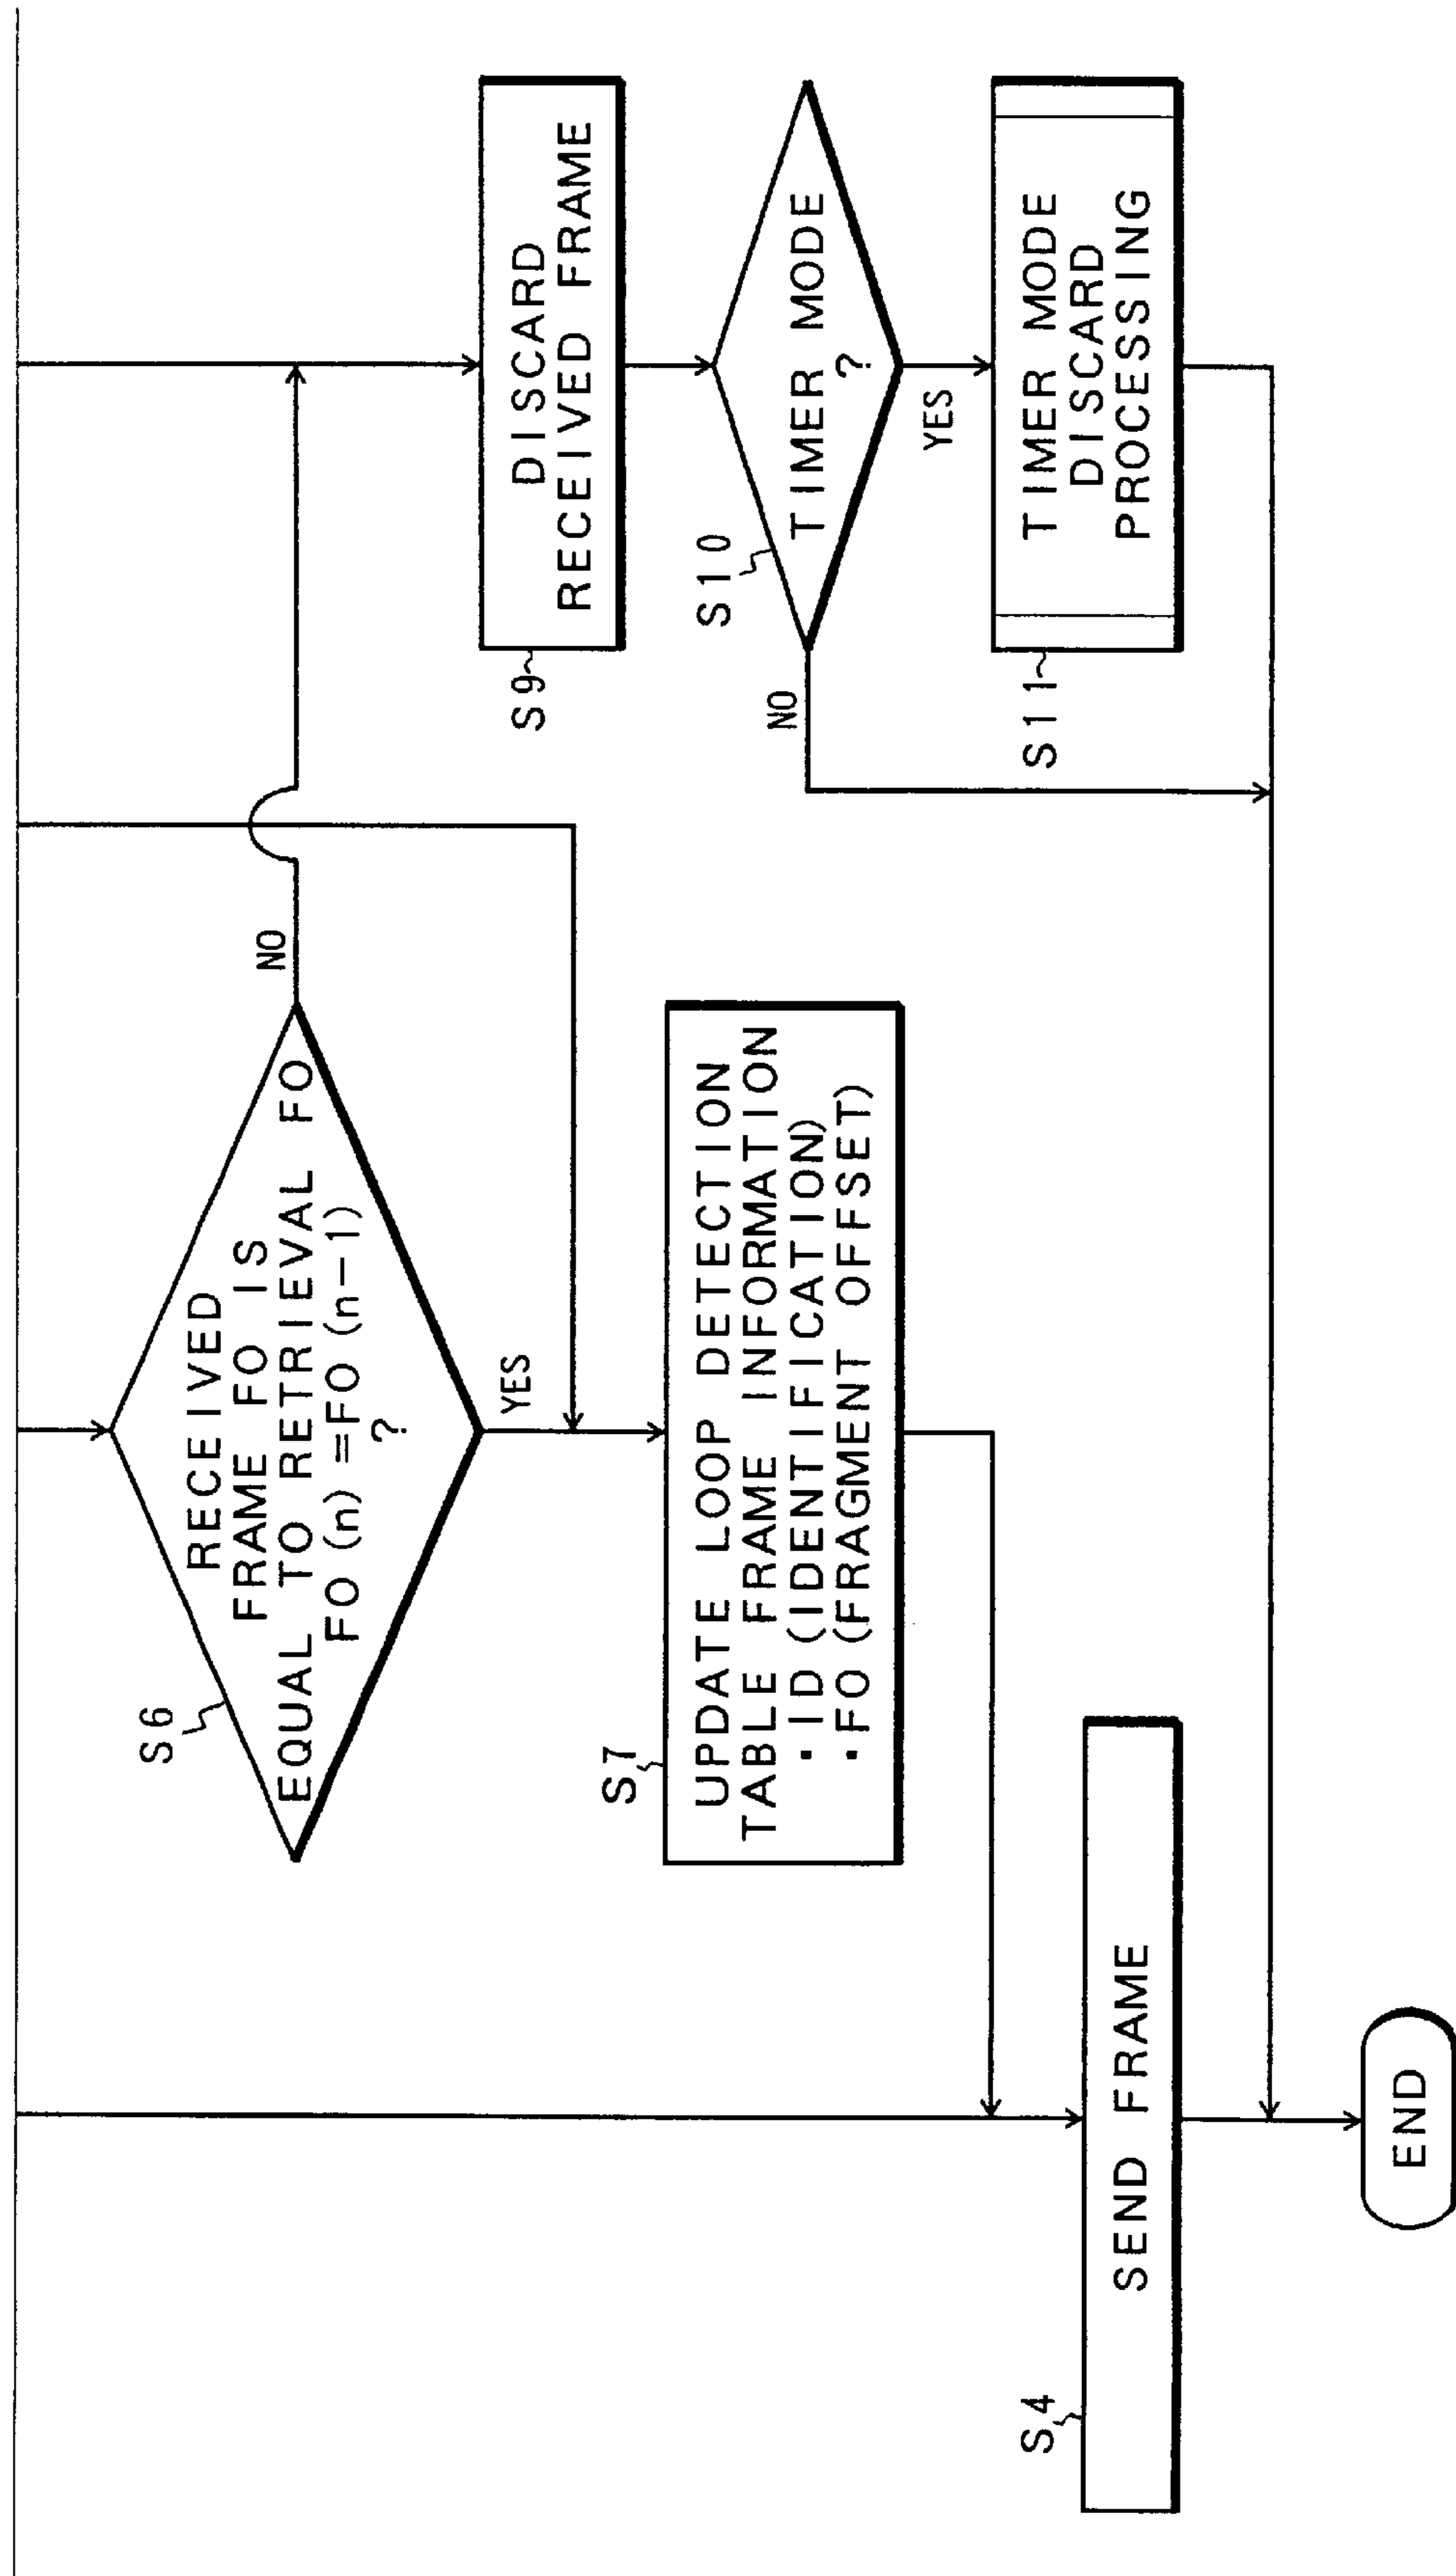 S6
RECEIVED
FRAME FO IS
EQUAL TO RETRIEVAL FO
FO (n) =FO (n-1)
?
NO
YES
S7
UPDATE LOOP DETECTION
TABLE FRAME INFORMATION
・ID (IDENTIFICATION)
・FO (FRAGMENT OFFSET)
S4
SEND FRAME
END
S9
DISCARD
RECEIVED FRAME
S10
TIMER MODE
?
NO
YES
S11
TIMER MODE
DISCARD
PROCESSING